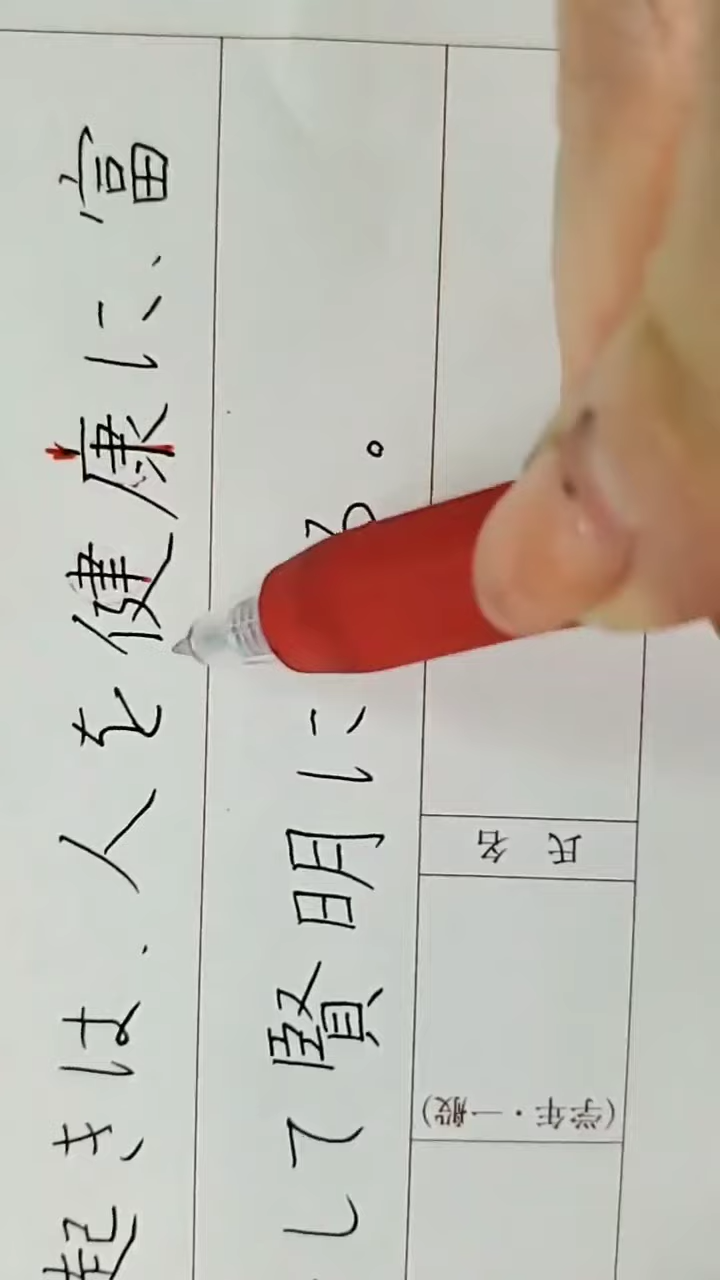 起きは、人を健康に、富
して賢明に る。
氏名
(学年・一般)